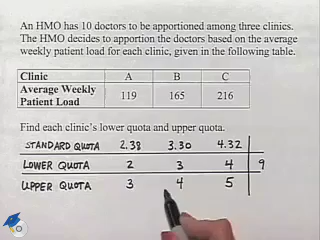 An HMO has 10 doctors to be apportioned among three clinics.
The HMO decides to apportion the doctors based on the average
weekly patient load for each clinic, given in the following table.
Clinic A B C
Average Weekly
Patient Load 119 165 216
Find each clinic's lower quota and upper quota.
STANDARD QUOTA 2.38 3.30 4.32
LOWER QUOTA 2 3 4 9
UPPER QUOTA 3 4 5